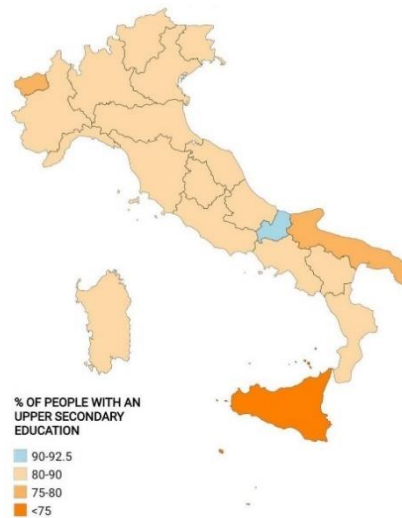 % OF PEOPLE WITH AN
UPPER SECONDARY
EDUCATION
90-92.5
80-90
75-80
<75